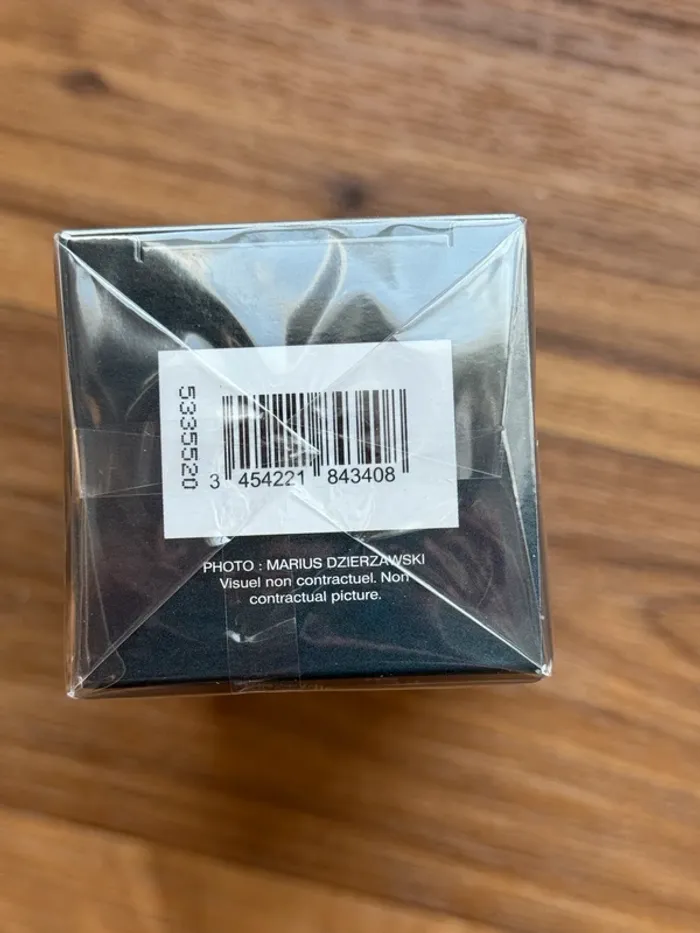 5335520
3 454221 843408
PHOTO : MARIUS DZIERZAWSKI
Visuel non contractuel. Non
contractual picture.